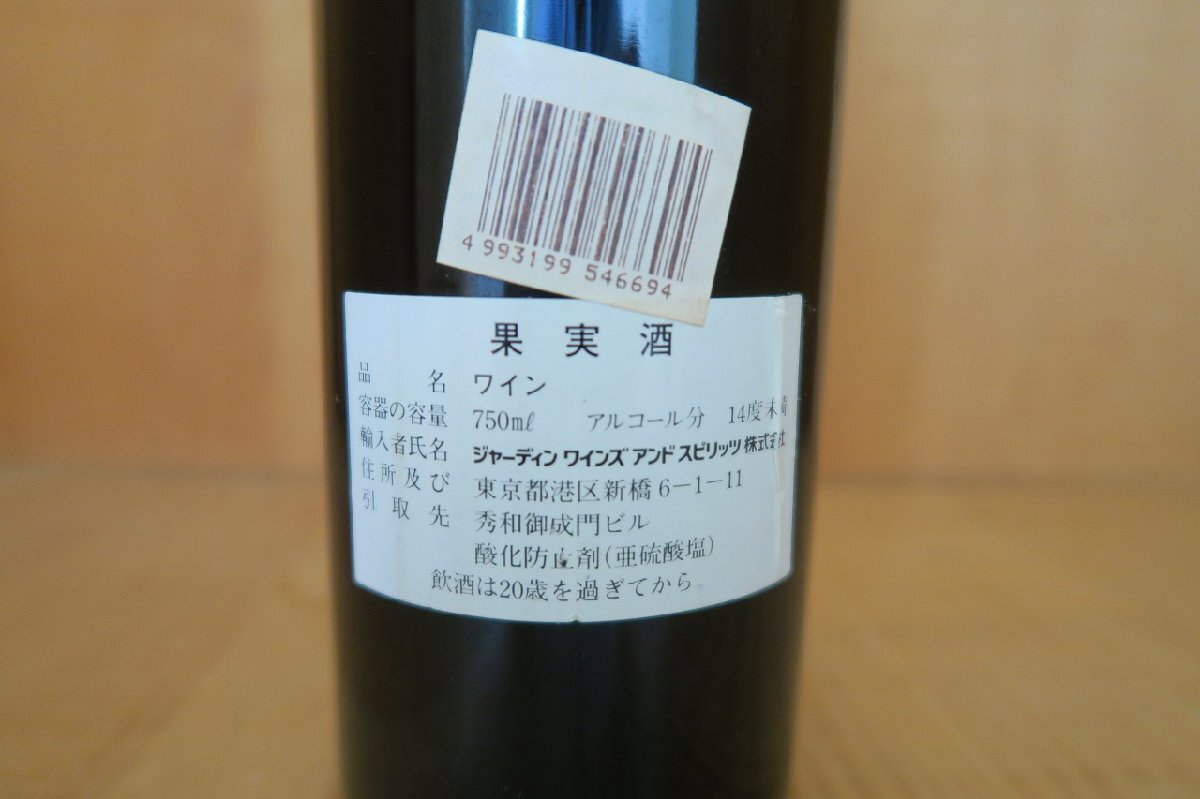 4 993199 546694
果実酒
品名 ワイン
容器の容量 750mℓ アルコール分 14度未満
輸入者氏名 ジャーディン ワインズ アンド スピリッツ 株式会社
住所及び 東京都港区新橋6-1-11
引取先 秀和御成門ビル
酸化防止剤(亜硫酸塩)
飲酒は20歳を過ぎてから